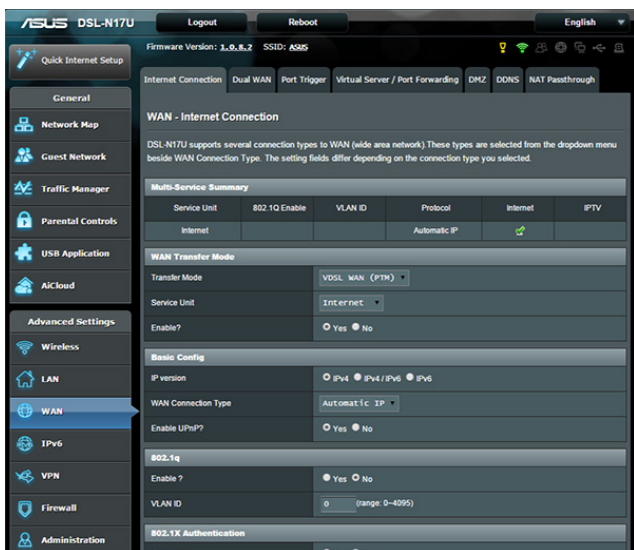 ASUS DSL-N17U Logout Reboot English
Quick Internet Setup
General
Network Map
Guest Network
Traffic Manager
Parental Controls
USB Application
AiCloud
Advanced Settings
Wireless
LAN
WAN
IPv6
VPN
Firewall
Administration
Firmware Version: 1.0.8.2 SSID: ASUS
Internet Connection Dual WAN Port Trigger Virtual Server / Port Forwarding DMZ DDNS NAT Passthrough
WAN - Internet Connection
DSL-N17U supports several connection types to WAN (wide area network).These types are selected from the dropdown menu
beside WAN Connection Type. The setting fields differ depending on the connection type you selected.
Multi-Service Summary
Service Unit 802.1Q Enable VLAN ID Protocol Internet IPTV
Internet Automatic IP
WAN Transfer Mode
Transfer Mode VDSL WAN (PTM)
Service Unit Internet
Enable? Yes No
Basic Config
IP version IPv4 IPv4/IPv6 IPv6
WAN Connection Type Automatic IP
Enable UPnP? Yes No
802.1q
Enable ? Yes No
VLAN ID 0 (range: 0~4095)
802.1X Authentication